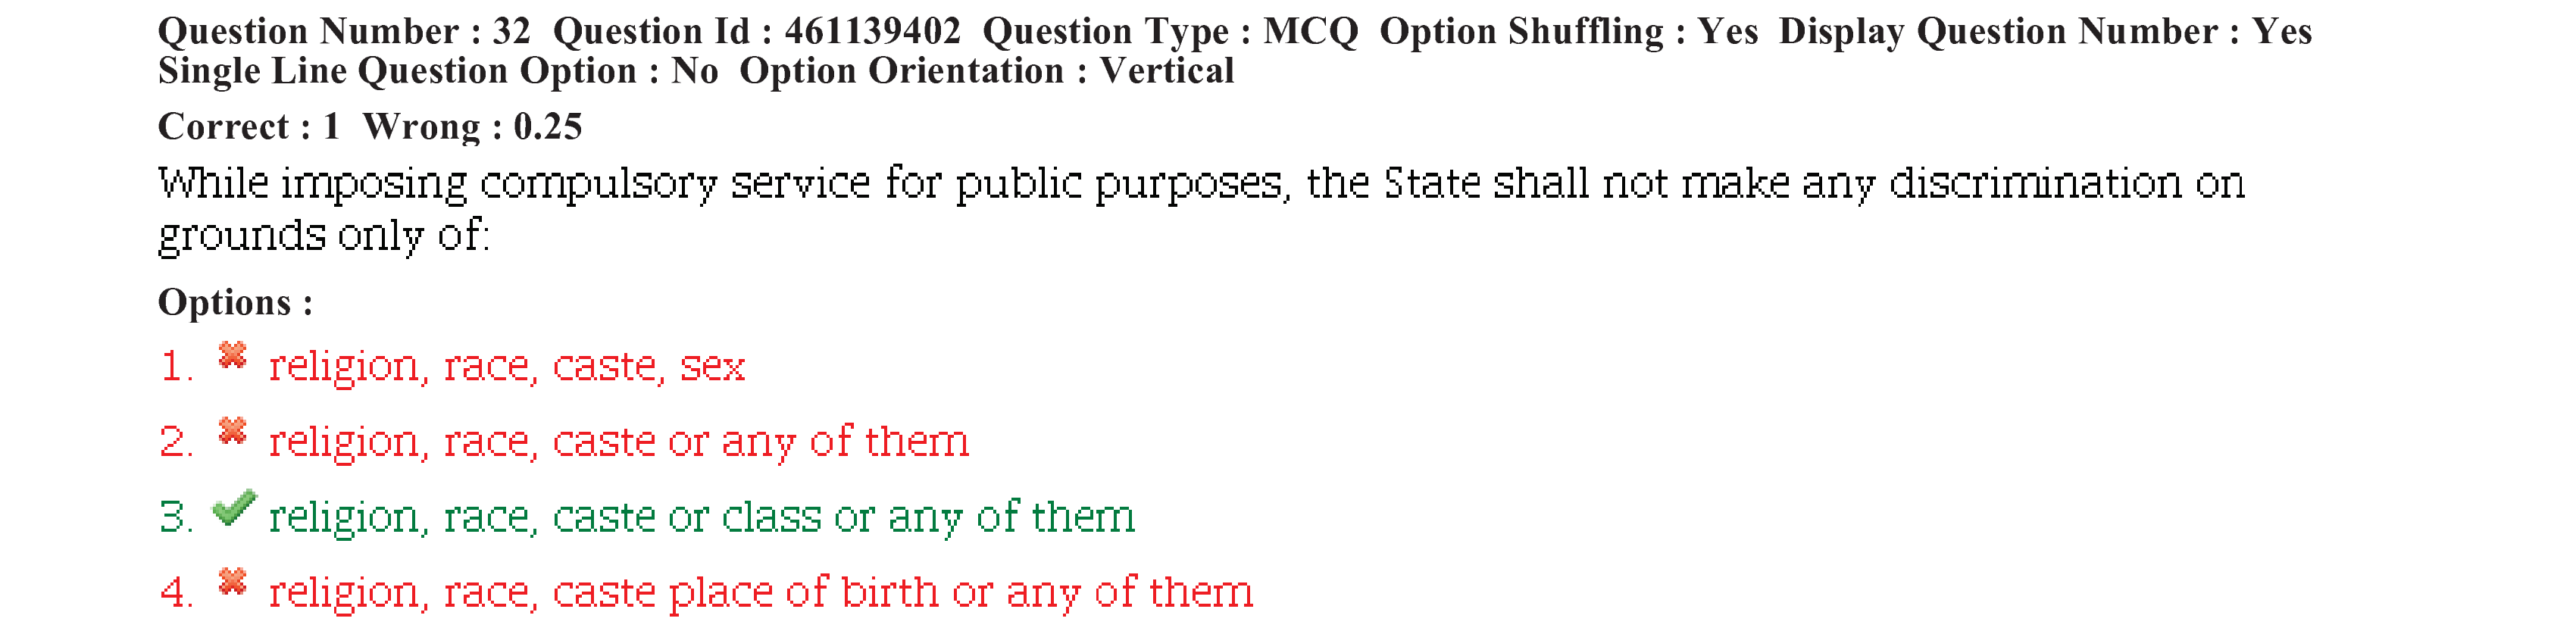 Question Number : 32 Question Id : 461139402 Question Type : MCQ Option Shuffling : Yes Display Question Number : Yes
Single Line Question Option : No Option Orientation : Vertical
Correct : 1 Wrong : 0.25
While imposing compulsory service for public purposes, the State shall not make any discrimination on
grounds only of:
Options :
1. religion, race, caste, sex
2. religion, race, caste or any of them
3. religion, race, caste or class or any of them
4. religion, race, caste place of birth or any of them